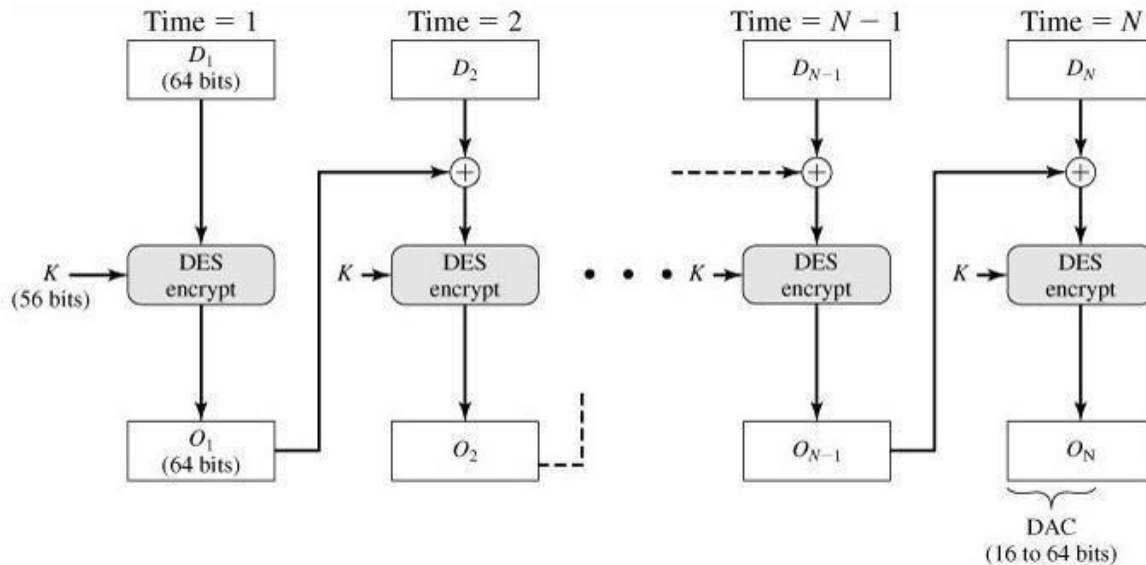 Time = 1
Time = 2
Time = N − 1
Time = N
D1
(64 bits)
D2
DN−1
DN
+
+
+
K
(56 bits)
DES
encrypt
K
DES
encrypt
K
DES
encrypt
K
DES
encrypt
O1
(64 bits)
O2
ON−1
ON
DAC
(16 to 64 bits)